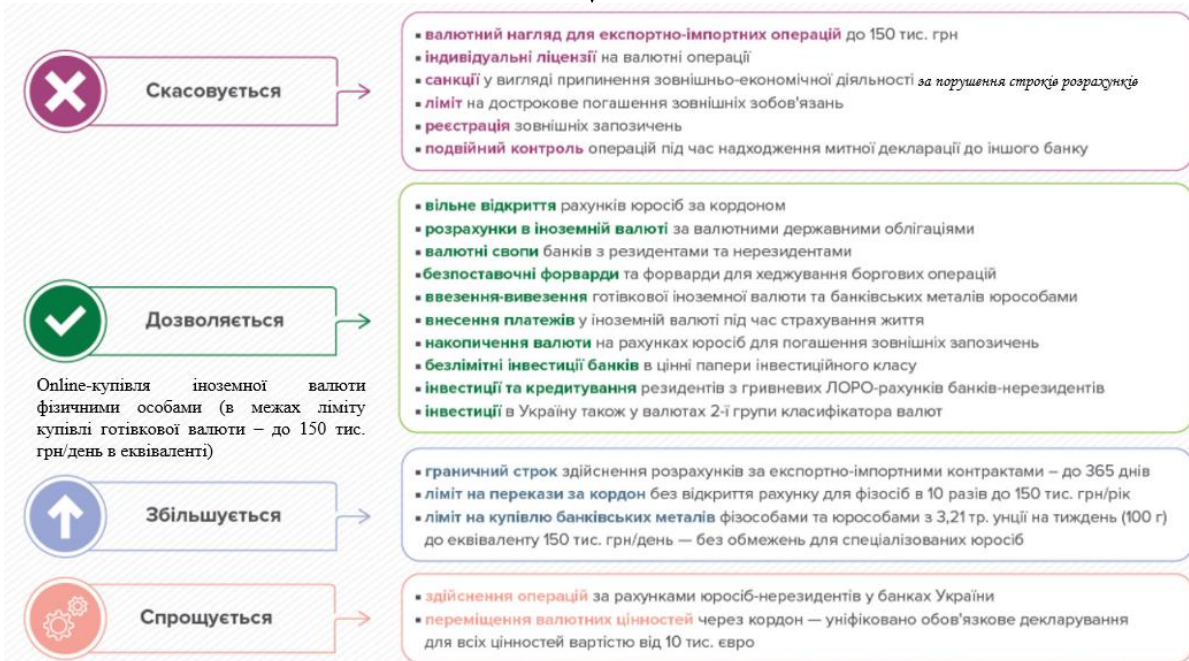 Скасовується
▪ валютний нагляд для експортно-імпортних операцій до 150 тис. грн
▪ індивідуальні ліцензії на валютні операції
▪ санкції у вигляді припинення зовнішньо-економічної діяльності за порушення строків розрахунків
▪ ліміт на дострокове погашення зовнішніх зобов'язань
▪ реєстрація зовнішніх запозичень
▪ подвійний контроль операцій під час надходження митної декларації до іншого банку
Дозволяється
Online-купівля іноземної валюти
фізичними особами (в межах ліміту
купівлі готівкової валюти – до 150 тис.
грн/день в еквіваленті)
▪ вільне відкриття рахунків юросіб за кордоном
▪ розрахунки в іноземній валюті за валютними державними облігаціями
▪ валютні свопи банків з резидентами та нерезидентами
▪ безпоставочні форварди та форварди для хеджування боргових операцій
▪ ввезення-вивезення готівкової іноземної валюти та банківських металів юрособами
▪ внесення платежів у іноземній валюті під час страхування життя
▪ накопичення валюти на рахунках юросіб для погашення зовнішніх запозичень
▪ безлімітні інвестиції банків в цінні папери інвестиційного класу
▪ інвестиції та кредитування резидентів з гривневих ЛОРО-рахунків банків-нерезидентів
▪ інвестиції в Україну також у валютах 2-ї групи класифікатора валют
Збільшується
▪ граничний строк здійснення розрахунків за експортно-імпортними контрактами – до 365 днів
▪ ліміт на перекази за кордон без відкриття рахунку для фізосіб в 10 разів до 150 тис. грн/рік
▪ ліміт на купівлю банківських металів фізособами та юрособами з 3,21 тр. унції на тиждень (100 г)
до еквіваленту 150 тис. грн/день — без обмежень для спеціалізованих юросіб
Спрощується
▪ здійснення операцій за рахунками юросіб-нерезидентів у банках України
▪ переміщення валютних цінностей через кордон — уніфіковано обов'язкове декларування
для всіх цінностей вартістю від 10 тис. євро